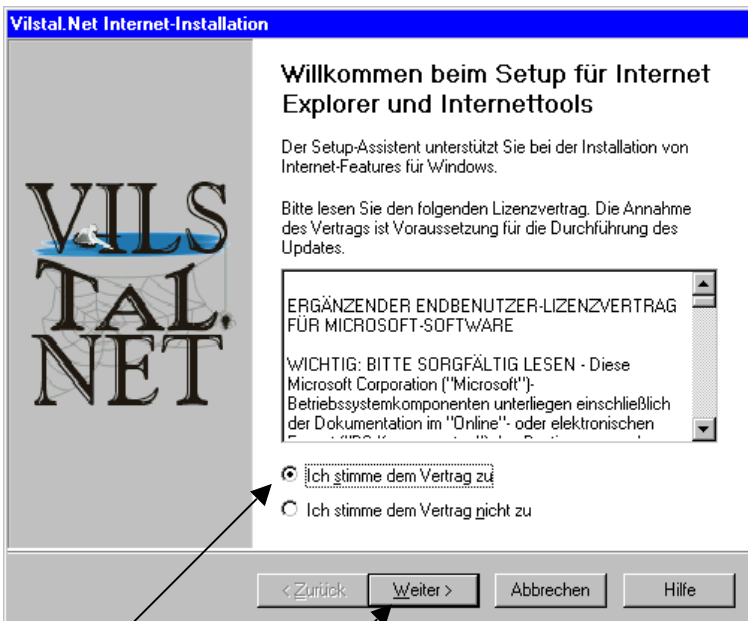 Vilstal.Net Internet-Installation
VILS
TAL.
NET
Willkommen beim Setup für Internet
Explorer und Internettools
Der Setup-Assistent unterstützt Sie bei der Installation von
Internet-Features für Windows.
Bitte lesen Sie den folgenden Lizenzvertrag. Die Annahme
des Vertrags ist Voraussetzung für die Durchführung des
Updates.
ERGÄNZENDER ENDBENUTZER-LIZENZVERTRAG
FÜR MICROSOFT-SOFTWARE
WICHTIG: BITTE SORGFÄLTIG LESEN - Diese
Microsoft Corporation ("Microsoft")-
Betriebssystemkomponenten unterliegen einschließlich
der Dokumentation im "Online"- oder elektronischen
Ich stimme dem Vertrag zu
Ich stimme dem Vertrag nicht zu
< Zurück
Weiter >
Abbrechen
Hilfe